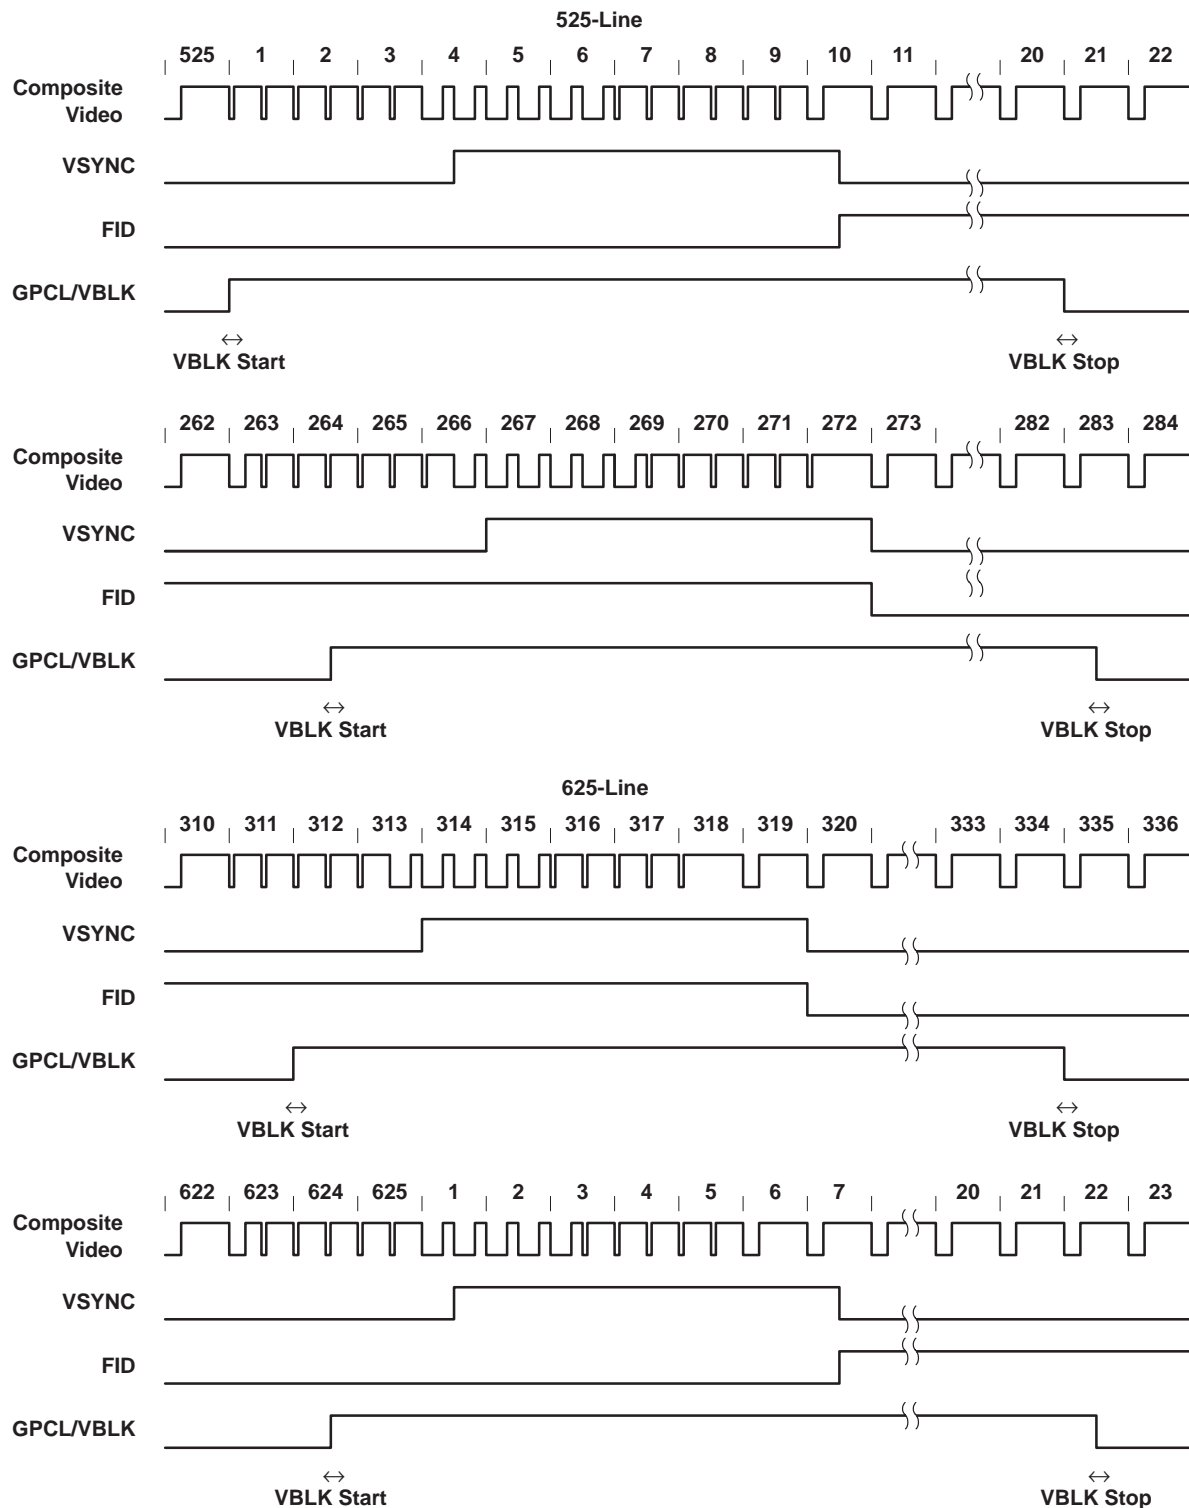 525-Line
525 1 2 3 4 5 6 7 8 9 10 11 20 21 22
Composite
Video
VSYNC
FID
GPCL/VBLK
VBLK Start VBLK Stop
262 263 264 265 266 267 268 269 270 271 272 273 282 283 284
Composite
Video
VSYNC
FID
GPCL/VBLK
VBLK Start VBLK Stop
625-Line
310 311 312 313 314 315 316 317 318 319 320 333 334 335 336
Composite
Video
VSYNC
FID
GPCL/VBLK
VBLK Start VBLK Stop
622 623 624 625 1 2 3 4 5 6 7 20 21 22 23
Composite
Video
VSYNC
FID
GPCL/VBLK
VBLK Start VBLK Stop